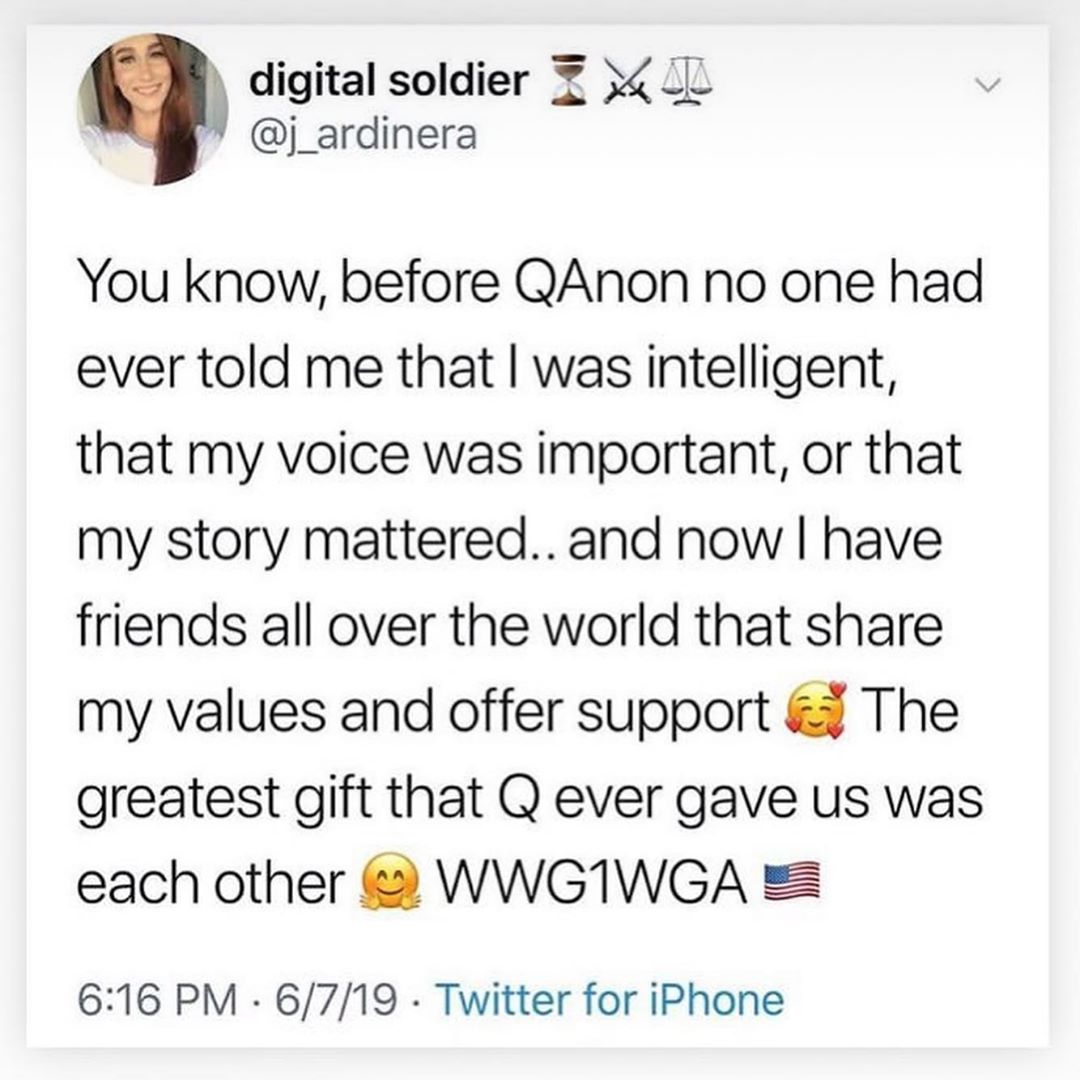 digital soldier ⏳⚔⚖
@j_ardinera
You know, before QAnon no one had
ever told me that I was intelligent,
that my voice was important, or that
my story mattered.. and now I have
friends all over the world that share
my values and offer support 🥰 The
greatest gift that Q ever gave us was
each other 🤗 WWG1WGA 🇺🇸
6:16 PM · 6/7/19 · Twitter for iPhone